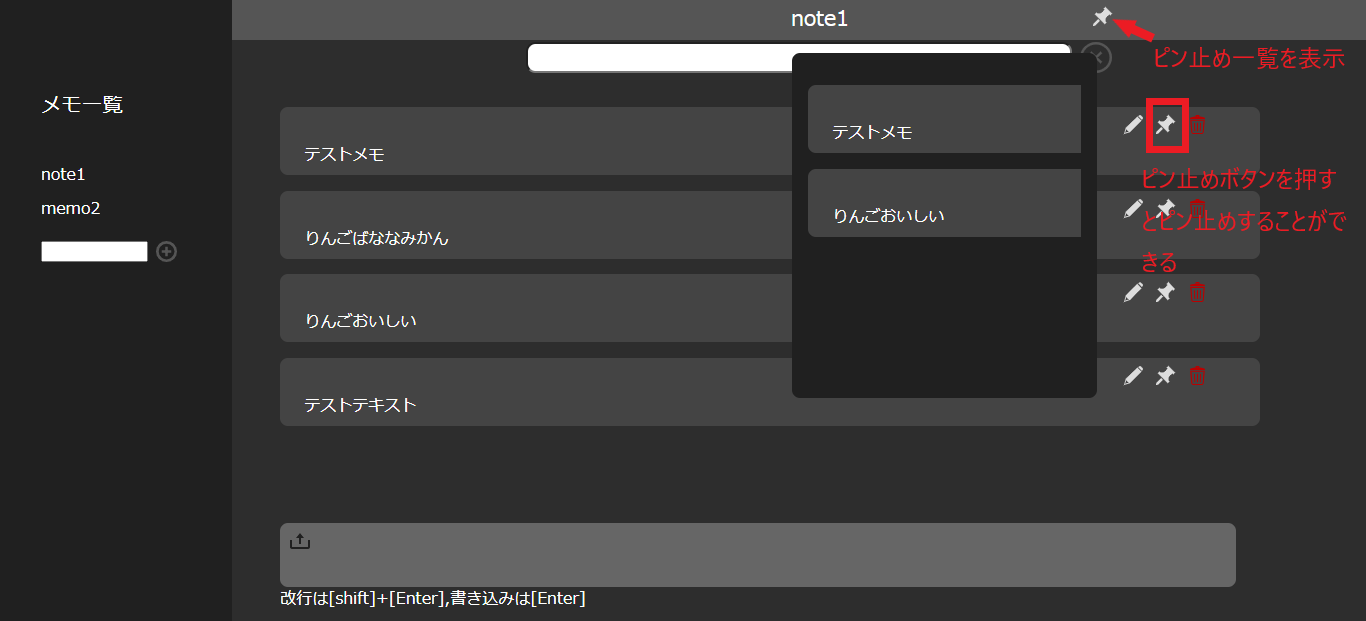 note1
ピン止め一覧を表示
メモ一覧
note1
memo2
テストメモ
りんごばななみかん
りんごおいしい
テストテキスト
テストメモ
りんごおいしい
ピン止めボタンを押す
とピン止めすることがで
きる
改行は[shift]+[Enter],書き込みは[Enter]